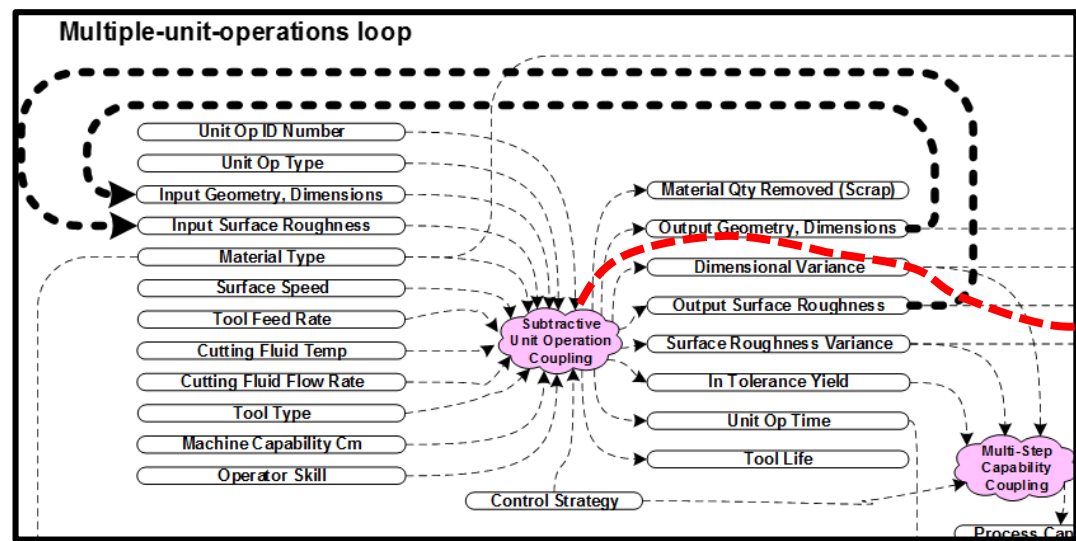 Multiple-unit-operations loop
Unit Op ID Number
Unit Op Type
Input Geometry, Dimensions
Input Surface Roughness
Material Type
Surface Speed
Tool Feed Rate
Cutting Fluid Temp
Cutting Fluid Flow Rate
Tool Type
Machine Capability Cm
Operator Skill
Control Strategy
Subtractive
Unit Operation
Coupling
Material Qty Removed (Scrap)
Output Geometry, Dimensions
Dimensional Variance
Output Surface Roughness
Surface Roughness Variance
In Tolerance Yield
Unit Op Time
Tool Life
Multi-Step
Capability
Coupling
Process Cap